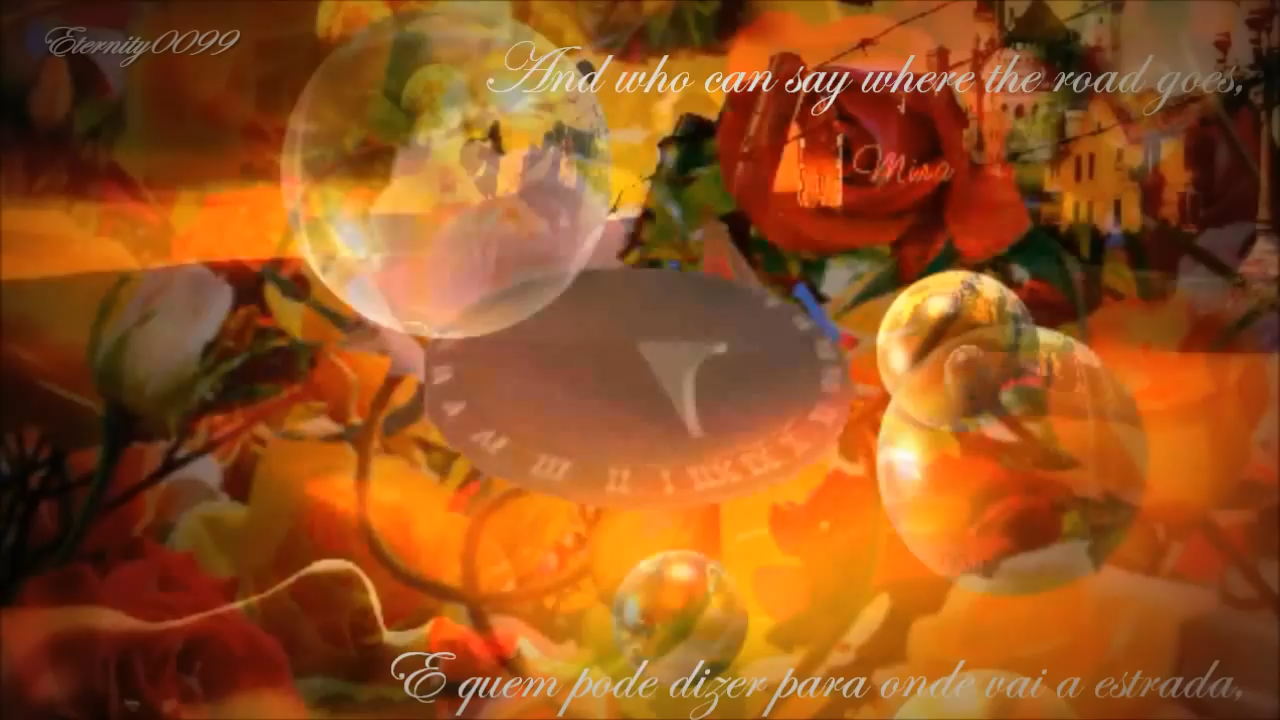 Eternity0099
And who can say where the road goes,
Mina
E quem pode dizer para onde vai a estrada,